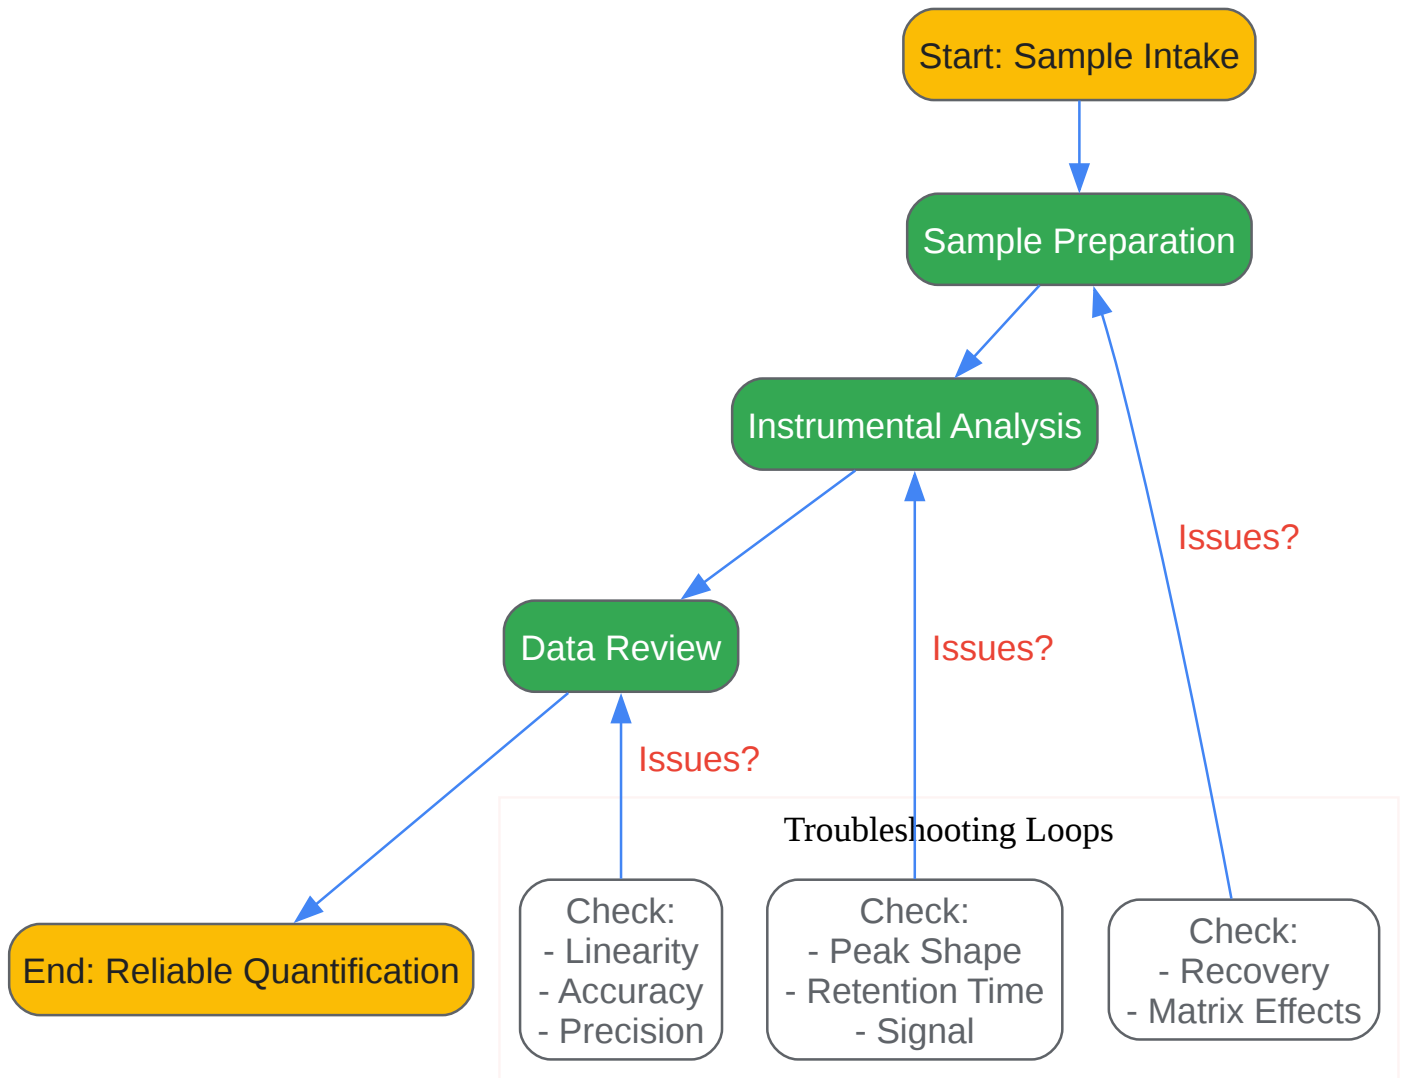 Start: Sample Intake
Sample Preparation
Instrumental Analysis
Issues?
Data Review
Issues?
Issues?
Troubleshooting Loops
Check:
- Linearity
- Accuracy
- Precision
Check:
- Peak Shape
- Retention Time
- Signal
Check:
- Recovery
- Matrix Effects
End: Reliable Quantification